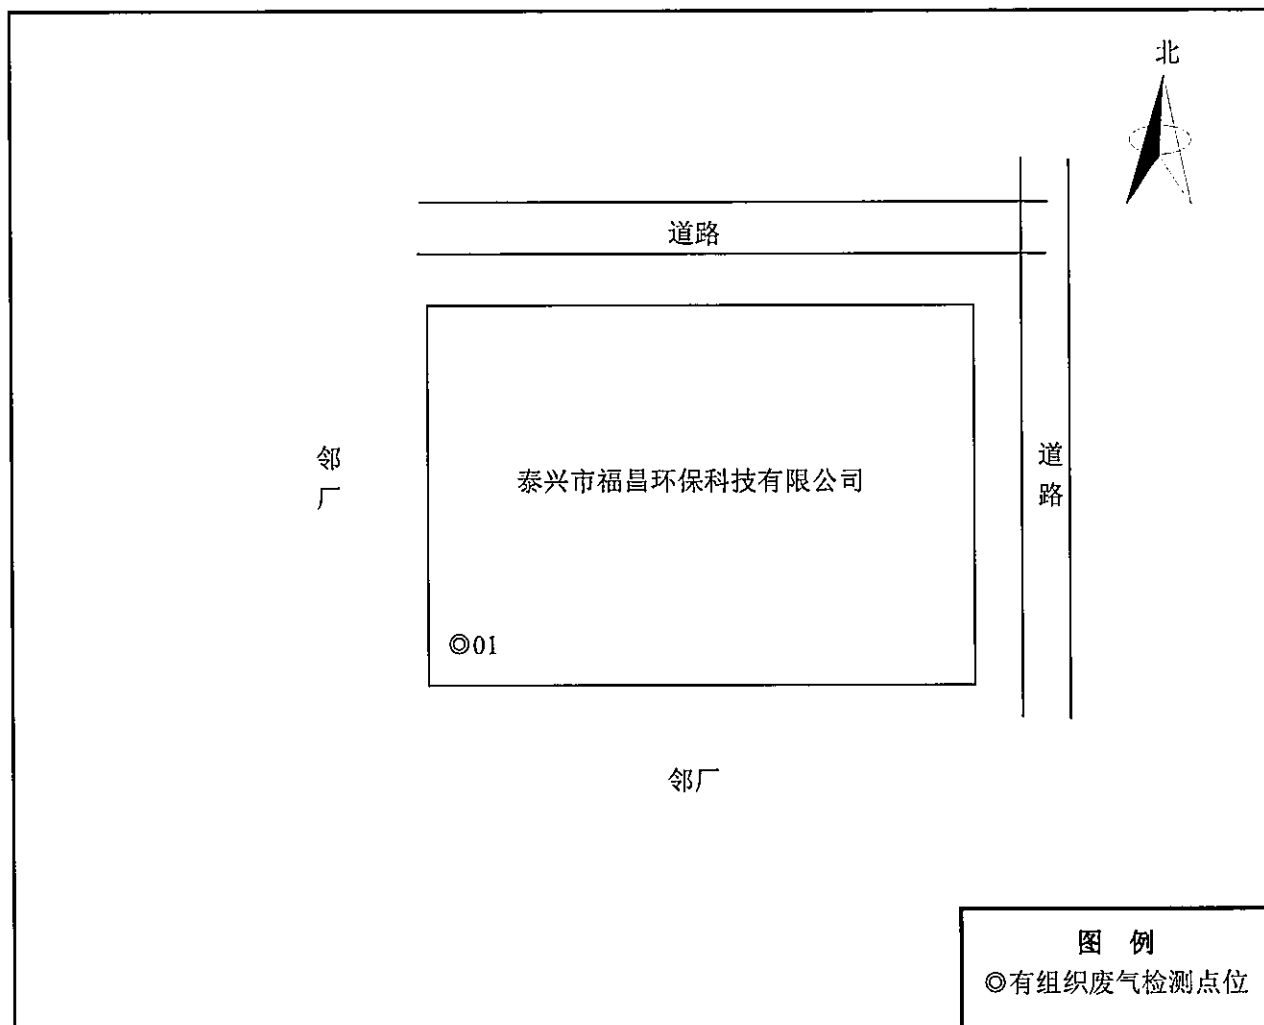 北
道路
邻厂
泰兴市福昌环保科技有限公司
道路
◎01
邻厂
图 例
◎有组织废气检测点位